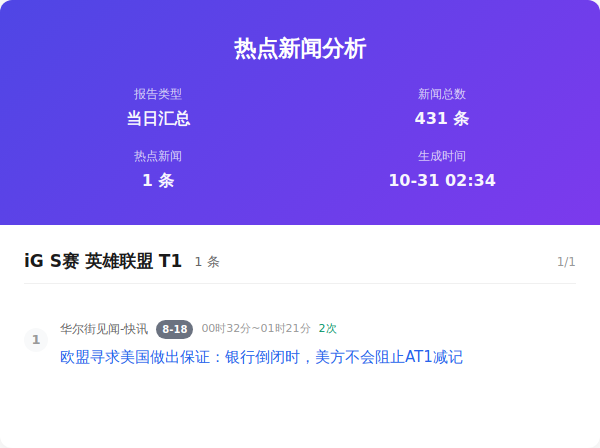 热点新闻分析
报告类型
新闻总数
当日汇总
431 条
热点新闻
生成时间
1 条
10-31 02:34
iG S赛 英雄联盟 T1 1 条 1/1
1 华尔街见闻-快讯 8-18 00时32分~01时21分 2次
欧盟寻求美国做出保证：银行倒闭时，美方不会阻止AT1减记